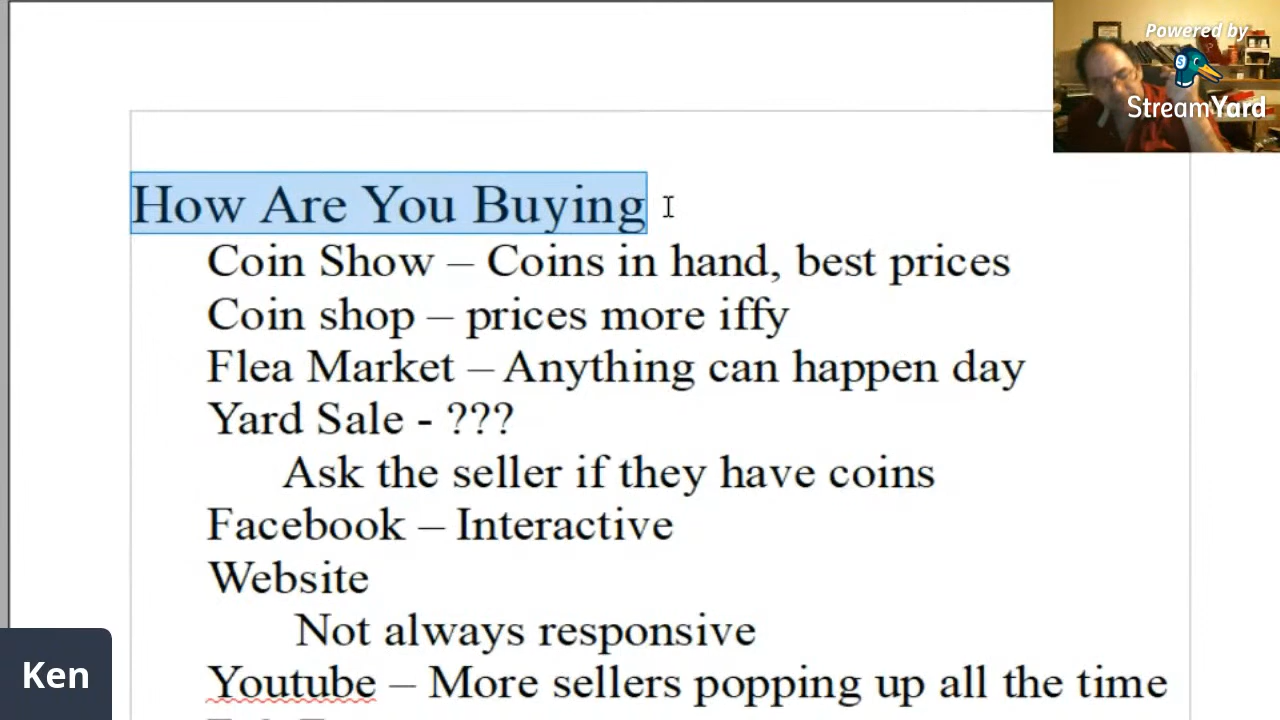 Powered by
StreamYard
How Are You Buying
Coin Show – Coins in hand, best prices
Coin shop – prices more iffy
Flea Market – Anything can happen day
Yard Sale - ???
Ask the seller if they have coins
Facebook – Interactive
Website
Not always responsive
Youtube – More sellers popping up all the time
Ken